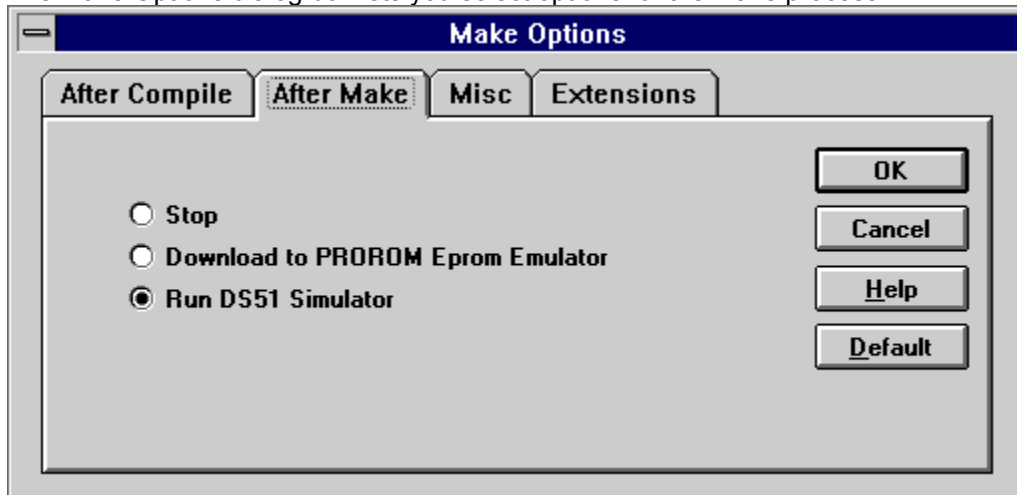 Make Options
After Compile After Make Misc Extensions
OK
Stop
Cancel
Download to PROROM Eprom Emulator
Help
Run DS51 Simulator
Default